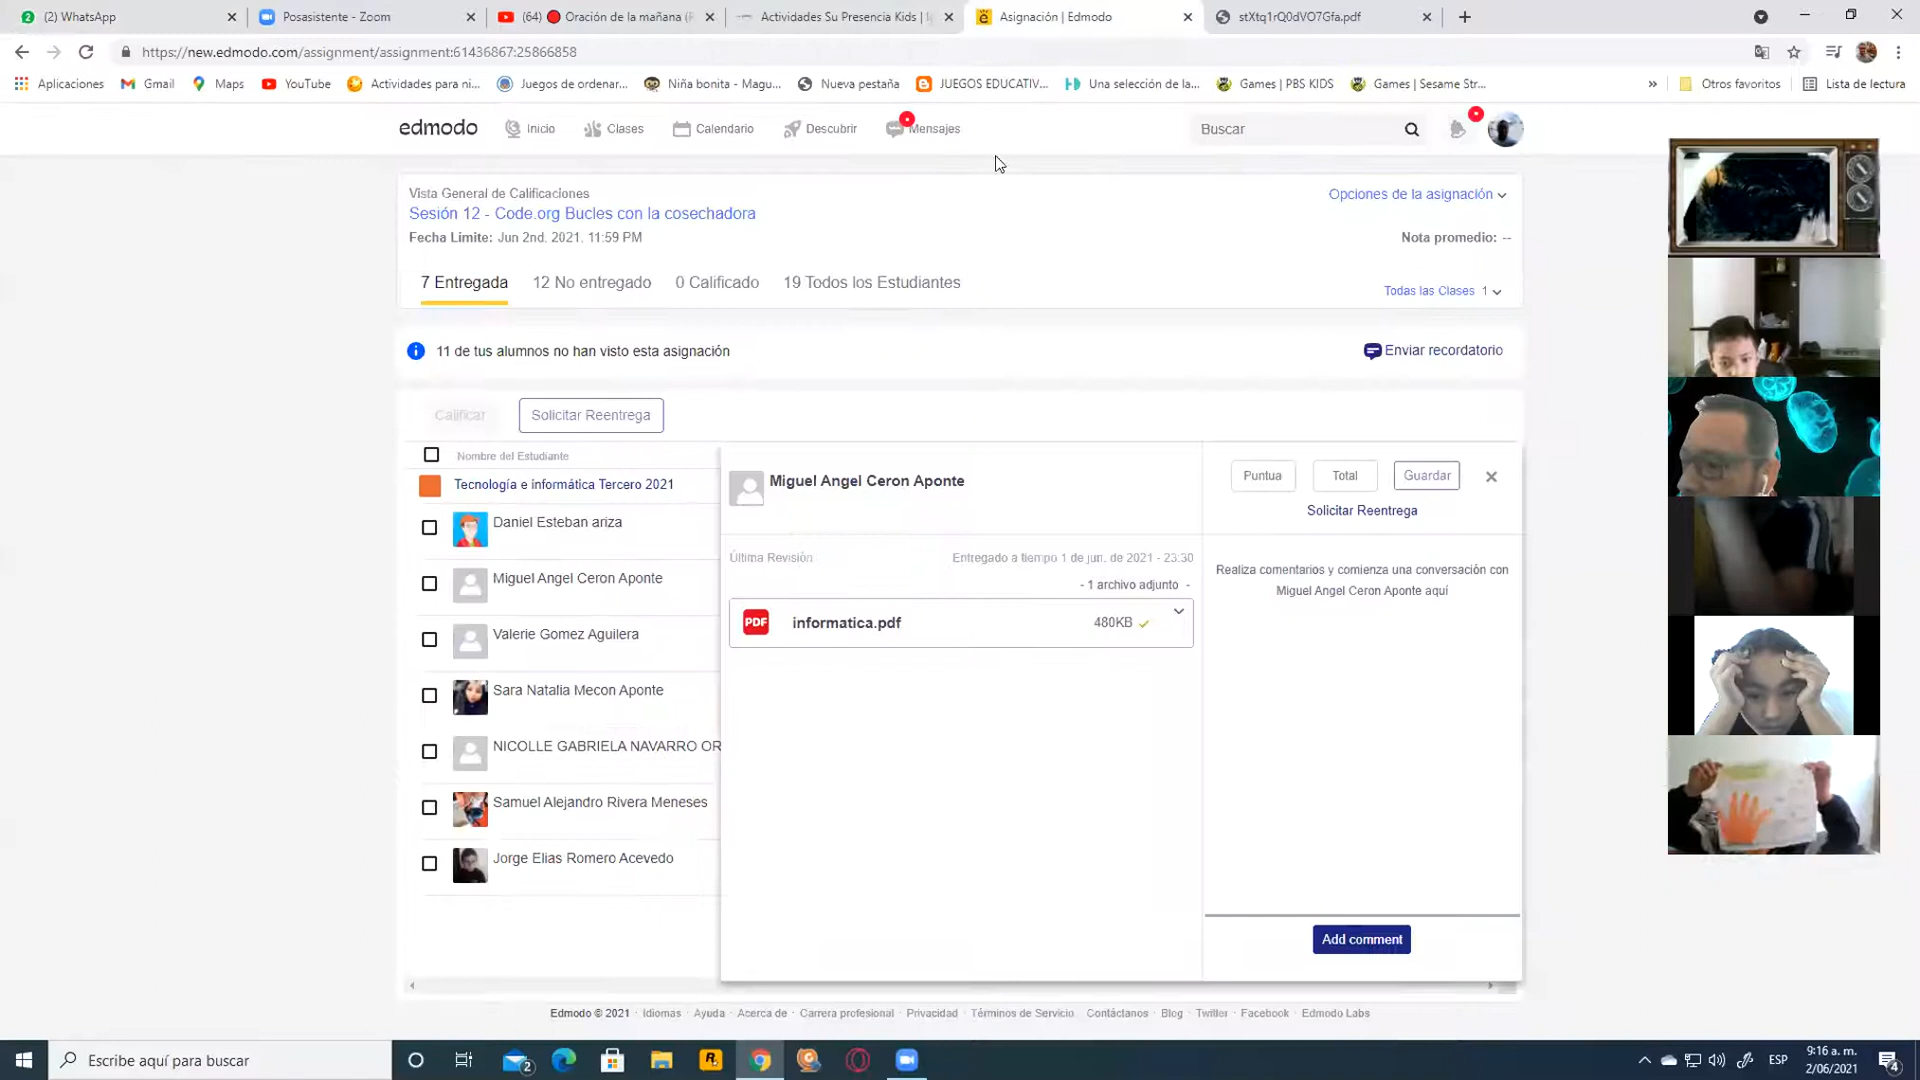 (2) WhatsApp
Posasistente - Zoom
(64) Oración de la mañana (R
Actividades Su Presencia Kids | Ig
Asignación | Edmodo
stXtq1rQ0dVO7Gfa.pdf
https://new.edmodo.com/assignment/assignment:61436867:25866858
Aplicaciones
Gmail
Maps
YouTube
Actividades para ni...
Juegos de ordenar...
Niña bonita - Magu...
Nueva pestaña
JUEGOS EDUCATIV...
Una selección de la...
Games | PBS KIDS
Games | Sesame Str...
»
Otros favoritos
Lista de lectura
edmodo
Inicio
Clases
Calendario
Descubrir
Mensajes
Buscar
Vista General de Calificaciones
Opciones de la asignación
Sesión 12 - Code.org Bucles con la cosechadora
Fecha Limite: Jun 2nd, 2021, 11:59 PM
Nota promedio: --
7 Entregada
12 No entregado
0 Calificado
19 Todos los Estudiantes
Todas las Clases 1
11 de tus alumnos no han visto esta asignación
Enviar recordatorio
Calificar
Solicitar Reentrega
Nombre del Estudiante
Tecnología e informática Tercero 2021
Daniel Esteban ariza
Miguel Angel Ceron Aponte
Valerie Gomez Aguilera
Sara Natalia Mecon Aponte
NICOLLE GABRIELA NAVARRO OR
Samuel Alejandro Rivera Meneses
Jorge Elias Romero Acevedo
Miguel Angel Ceron Aponte
Puntua
Total
Guardar
Solicitar Reentrega
Última Revisión
Entregado a tiempo 1 de jun. de 2021 - 23:30
- 1 archivo adjunto -
PDF
informatica.pdf
480KB
Realiza comentarios y comienza una conversación con
Miguel Angel Ceron Aponte aquí
Add comment
Edmodo © 2021 · Idiomas · Ayuda · Acerca de · Carrera profesional · Privacidad · Términos de Servicio · Contáctanos · Blog · Twitter · Facebook · Edmodo Labs
Escribe aquí para buscar
2
ESP
9:16 a. m.
2/06/2021
4